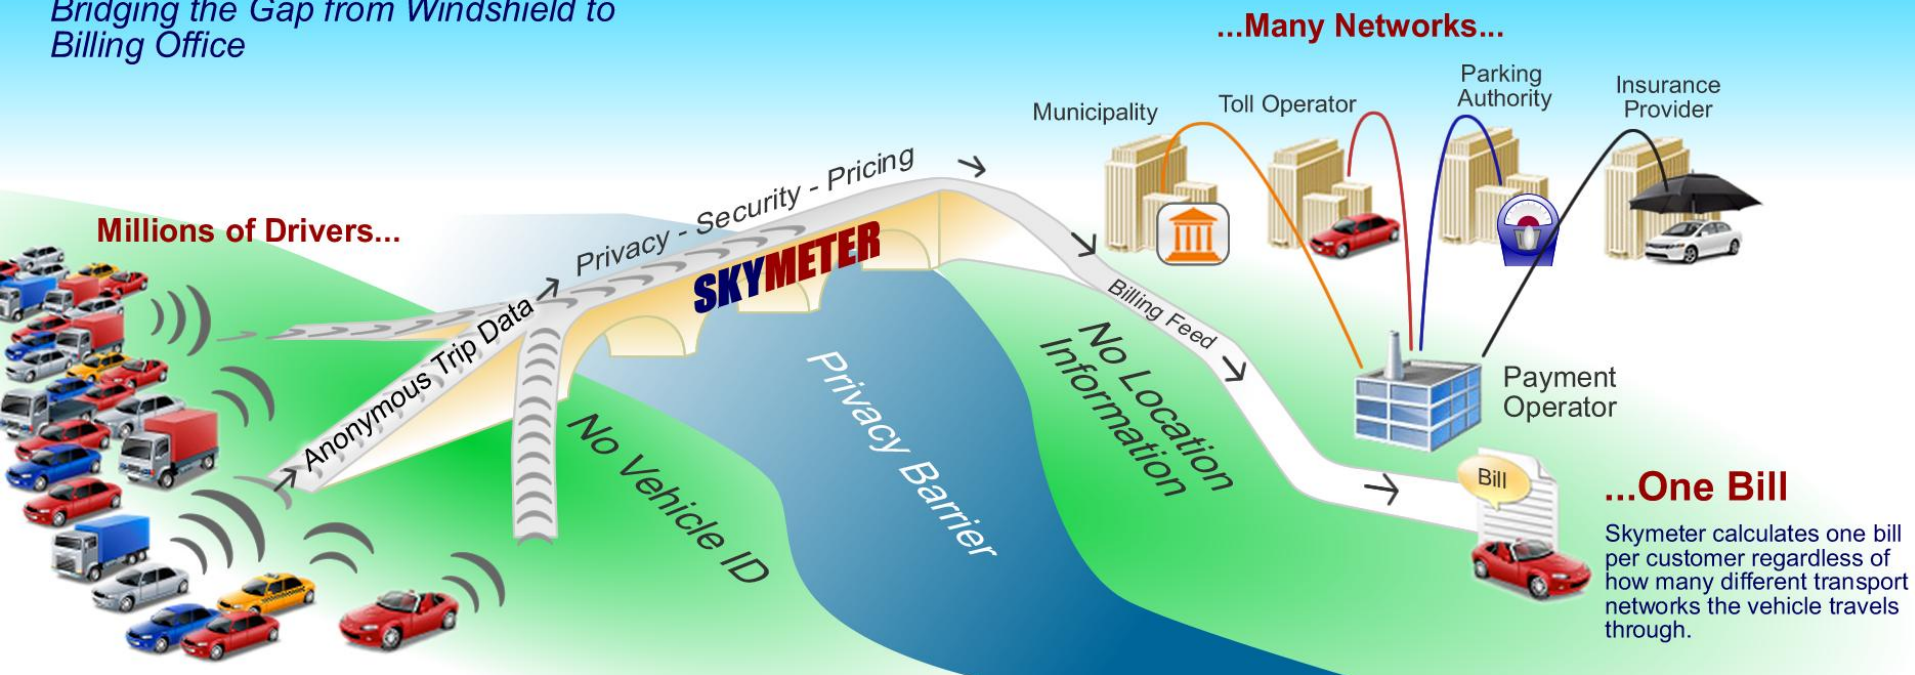 Bridging the Gap from Windshield to
Billing Office
...Many Networks...
Municipality
Toll Operator
Parking
Authority
Insurance
Provider
Millions of Drivers...
Privacy - Security - Pricing
SKYMETER
Anonymous Trip Data
No Vehicle ID
Privacy Barrier
No Location
Information
Billing Feed
Payment
Operator
Bill
...One Bill
Skymeter calculates one bill
per customer regardless of
how many different transport
networks the vehicle travels
through.